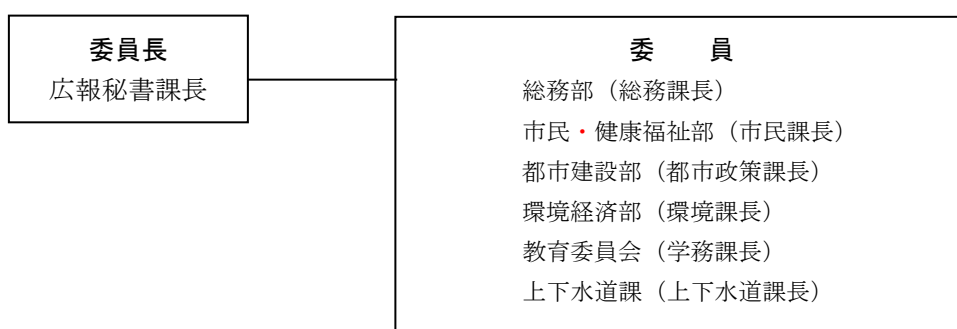 委員長
広報秘書課長
委　　員
総務部（総務課長）
市民・健康福祉部（市民課長）
都市建設部（都市政策課長）
環境経済部（環境課長）
教育委員会（学務課長）
上下水道課（上下水道課長）